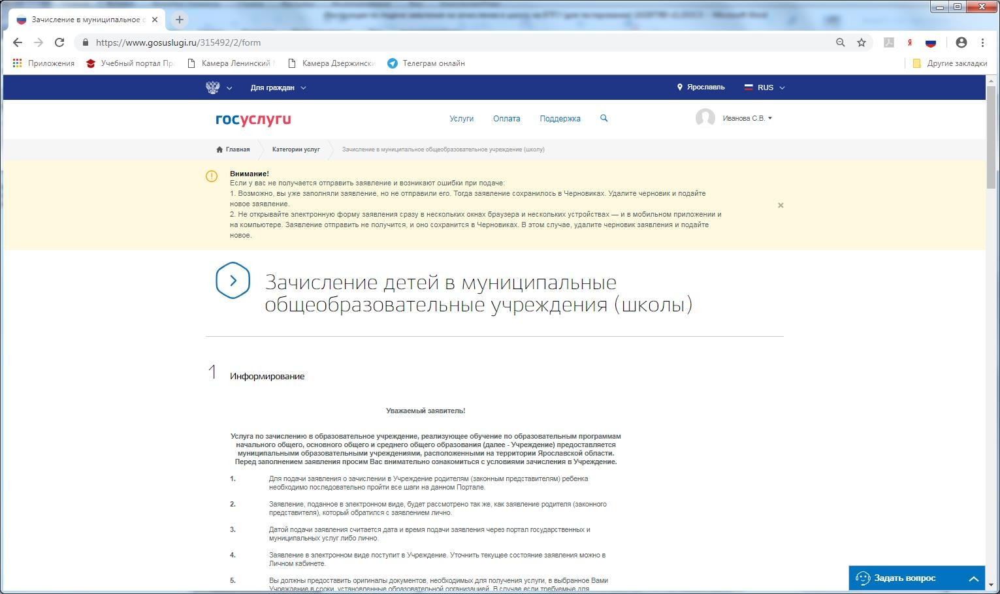 Зачисление в муниципальное с
https://www.gosuslugi.ru/315492/2/form
Приложения
Учебный портал Пра
Камера Ленинский
Камера Дзержински
Телеграм онлайн
Другие закладки
Для граждан
Ярославль
RUS
госуслуги
Услуги
Оплата
Поддержка
Иванова С.В.
Главная
Категории услуг
Зачисление в муниципальное общеобразовательное учреждение (школу)
Внимание!
Если у вас не получается отправить заявление и возникают ошибки при подаче:
1. Возможно, вы уже заполняли заявление, но не отправили его. Тогда заявление сохранилось в Черновиках. Удалите черновик и подайте
новое заявление.
2. Не открывайте электронную форму заявления сразу в нескольких окнах браузера и нескольких устройствах — и в мобильном приложении и
на компьютере. Заявление отправить не получится, и оно сохранится в Черновиках. В этом случае, удалите черновик заявления и подайте
новое.
Зачисление детей в муниципальные
общеобразовательные учреждения (школы)
1 Информирование
Уважаемый заявитель!
Услуга по зачислению в образовательное учреждение, реализующее обучение по образовательным программам
начального общего, основного общего и среднего общего образования (далее - Учреждение) предоставляется
муниципальными образовательными учреждениями, расположенными на территории Ярославской области.
Перед заполнением заявления просим Вас внимательно ознакомиться с условиями зачисления в Учреждение.
1. Для подачи заявления о зачислении в Учреждение родителям (законным представителям) ребенка
необходимо последовательно пройти все шаги на данном Портале.
2. Заявление, поданное в электронном виде, будет рассмотрено так же, как заявление родителя (законного
представителя), который обратился с заявлением лично.
3. Датой подачи заявления считается дата и время подачи заявления через портал государственных и
муниципальных услуг либо лично.
4. Заявление в электронном виде поступит в Учреждение. Уточнить текущее состояние заявления можно в
Личном кабинете.
5. Вы должны предоставить оригиналы документов, необходимых для получения услуги, в выбранное Вами
Учреждение в сроки, установленные образовательной организацией. В случае если требуемые для
Задать вопрос